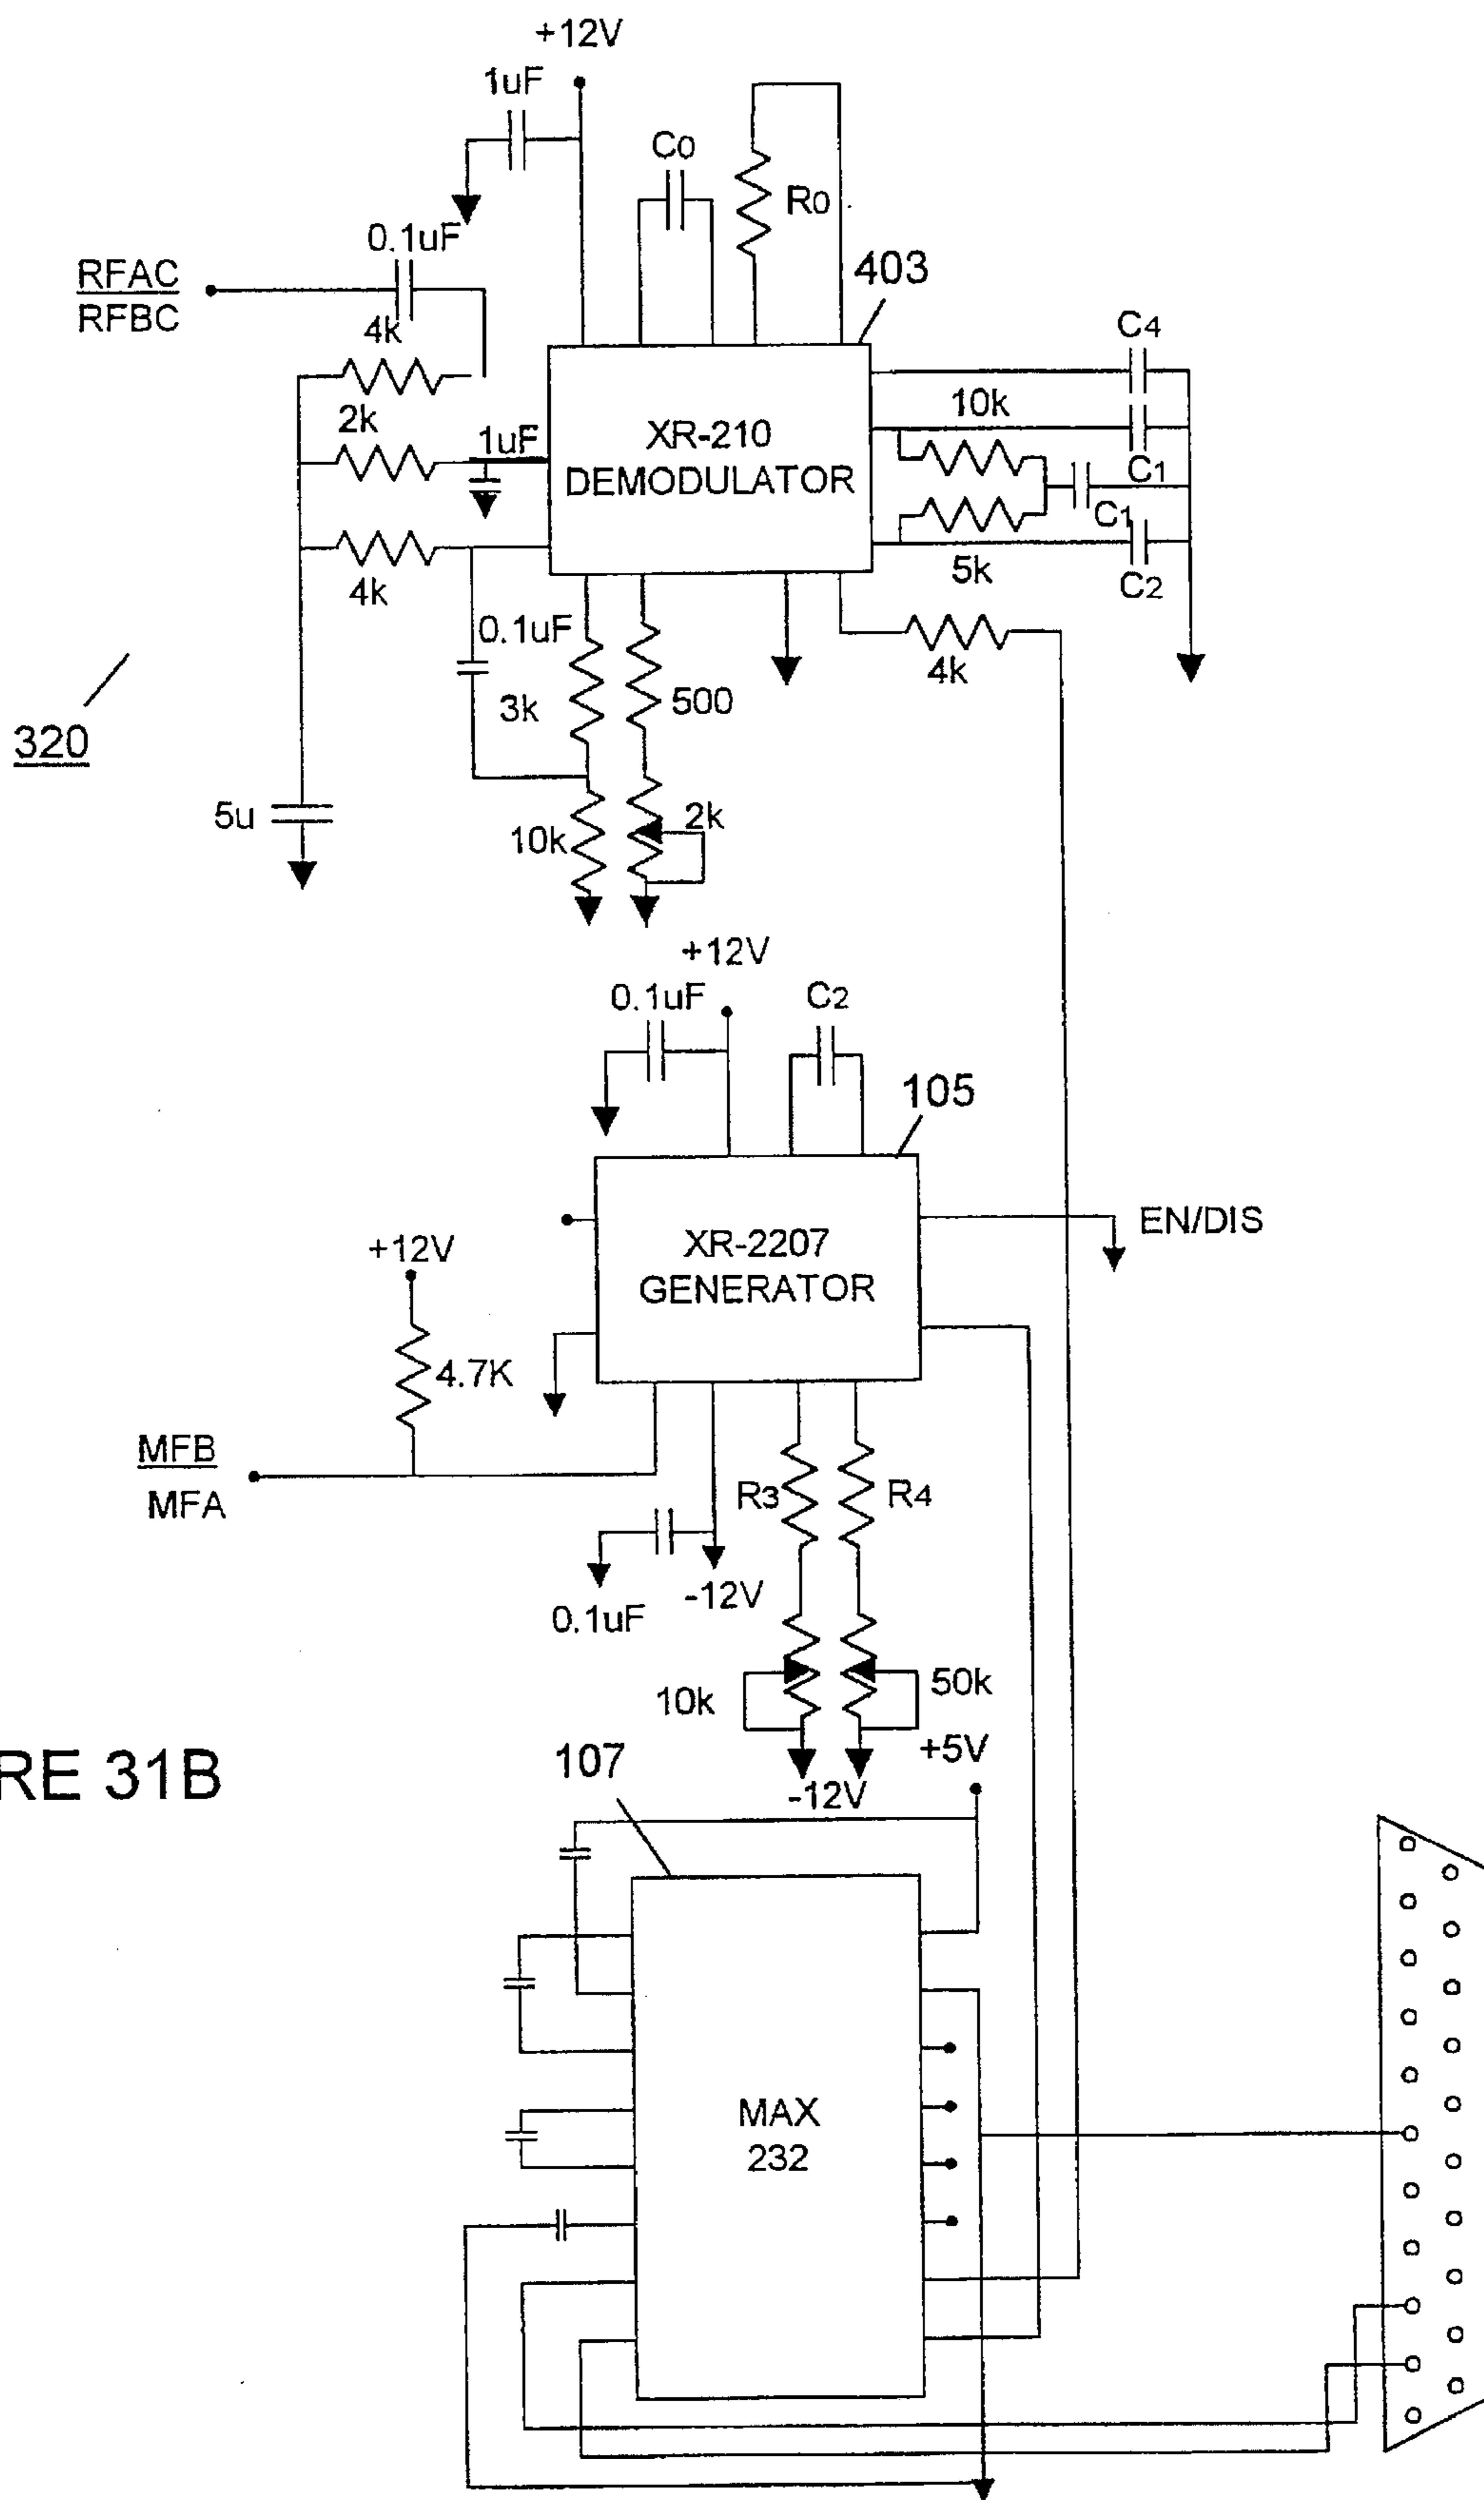 +12V
1uF
C0
R0
0.1uF
403
RFAC
RFBC
4k
C4
2k
10k
1uF
XR-210
DEMODULATOR
C1
C1
4k
5k
C2
0.1uF
4k
3k
500
320
5u
10k
2k
+12V
0.1uF
C2
105
+12V
XR-2207
GENERATOR
EN/DIS
4.7K
MFB
MFA
R3
R4
0.1uF
-12V
10k
50k
107
+5V
RE 31B
-12V
MAX
232